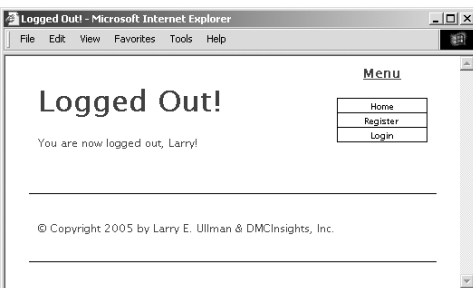 Logged Out! - Microsoft Internet Explorer
File Edit View Favorites Tools Help
Menu
Home
Register
Login
Logged Out!
You are now logged out, Larry!
© Copyright 2005 by Larry E. Ullman & DMCInsights, Inc.